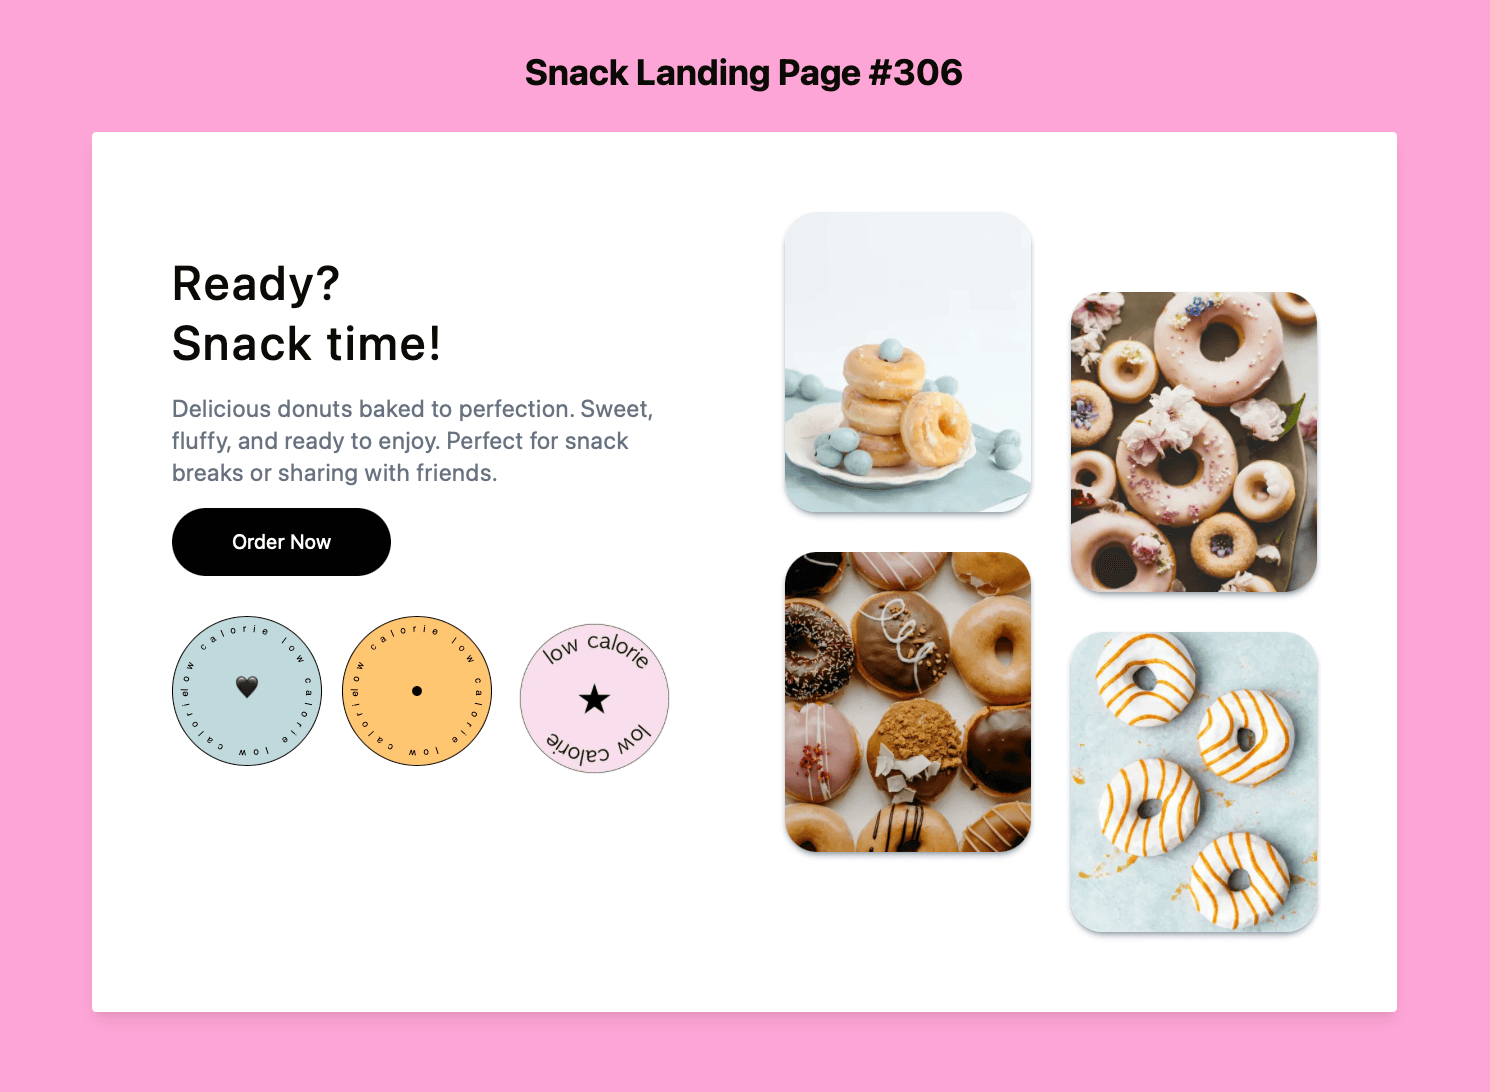 Snack Landing Page #306
Ready?
Snack time!
Delicious donuts baked to perfection. Sweet,
fluffy, and ready to enjoy. Perfect for snack
breaks or sharing with friends.
Order Now
low calorie low calorie low calorie
low calorie low calorie low calorie
low calorie
low calorie